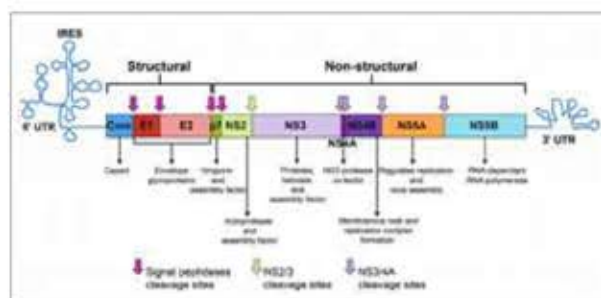 IRES
Structural
Non-structural
5' UTR
Core
E1
E2
p7
NS2
NS3
NS4B
NS5A
NS5B
NS4A
3' UTR
Capsid
Envelope
glycoproteins
Viroporin and
assembly factor
Protease,
helicase
and
assembly factor
NS3 protease
co-factor
Regulates replication
and
virus assembly
RNA-dependent
RNA polymerase
Autoprotease
and
assembly factor
Membranous web and
replication complex
formation
Signal peptidases
cleavage sites
NS2/3
cleavage sites
NS3/4A
cleavage sites